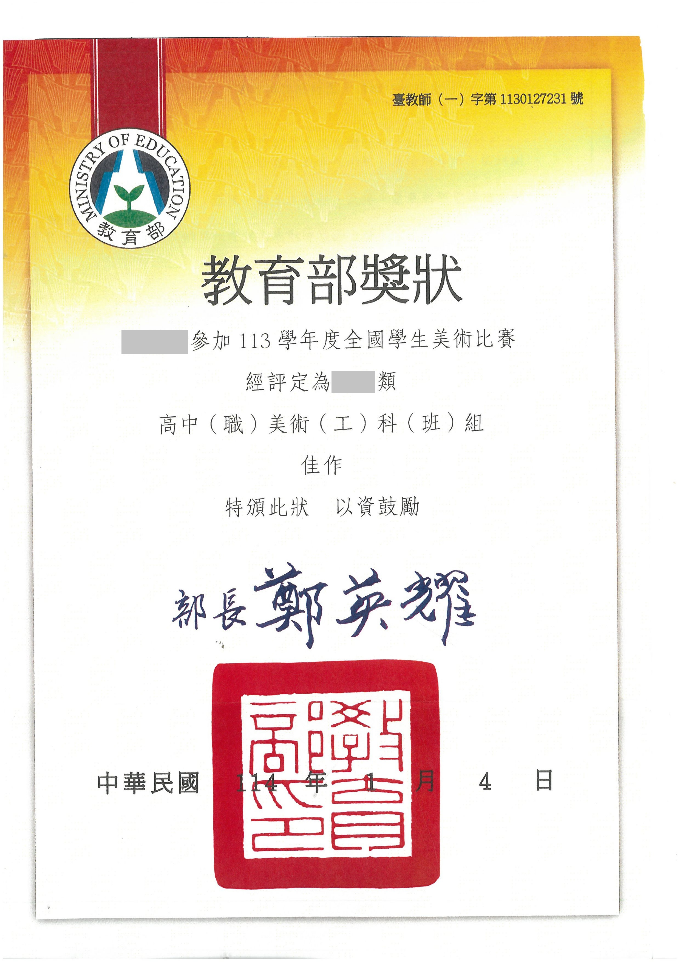 臺教師（一）字第1130127231號
MINISTRY OF EDUCATION
教育部
教育部獎狀
參加113學年度全國學生美術比賽
經評定為 類
高中（職）美術（工）科（班）組
佳作
特頒此狀　以資鼓勵
部長 鄭英耀
教育部印
中華民國 114 年 1 月 4 日